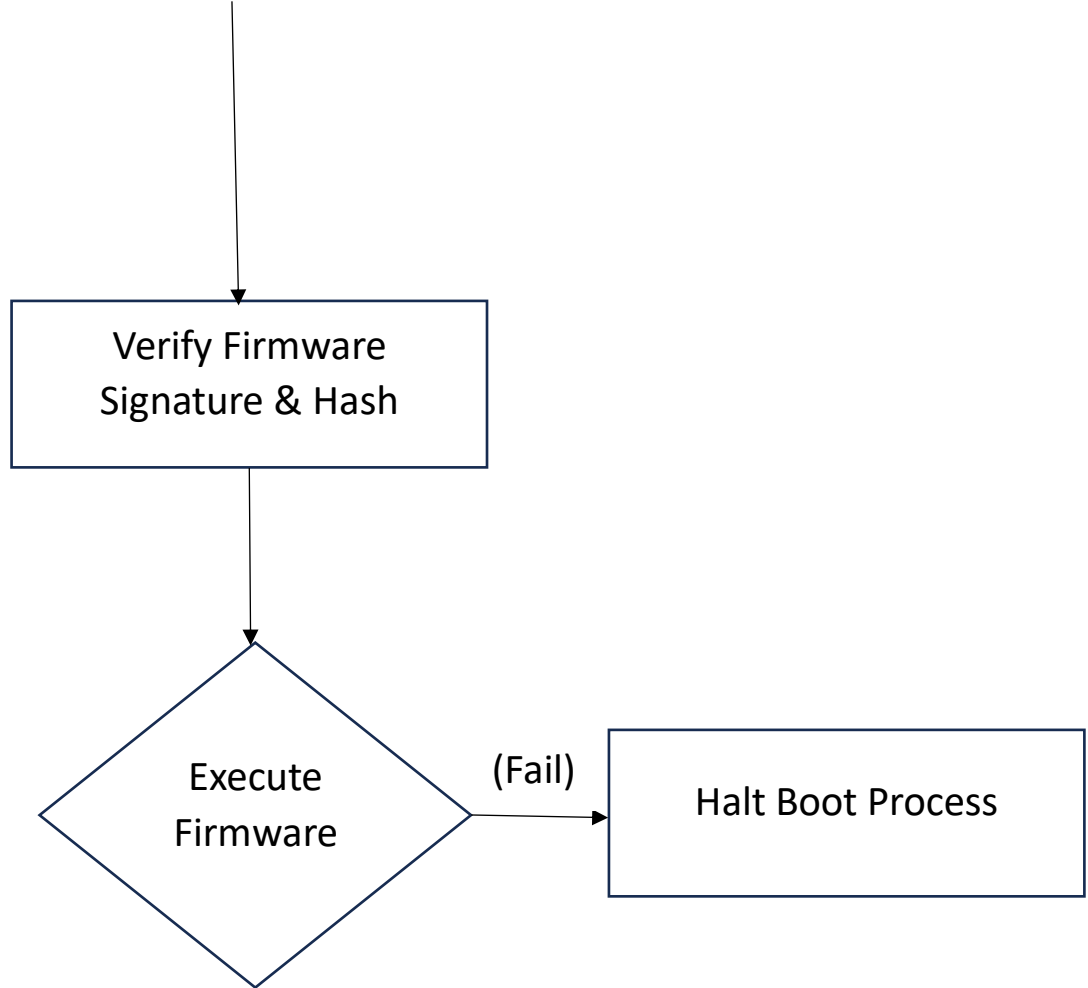 Verify Firmware
Signature & Hash
Execute
Firmware
(Fail)
Halt Boot Process